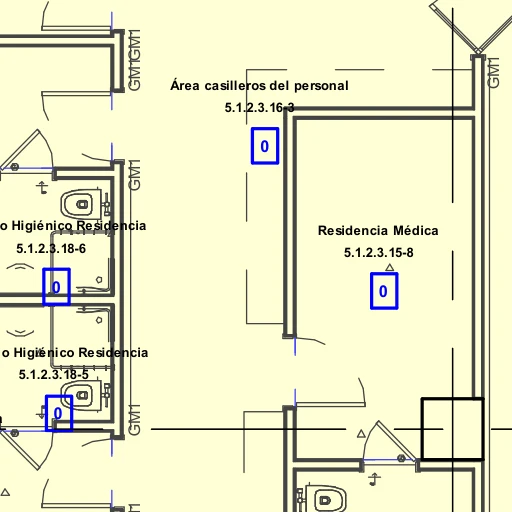 GM1
GM1
GM1
Área casilleros del personal
5.1.2.3.16-3
0
GM1
o Higiénico Residencia
5.1.2.3.18-6
0
Residencia Médica
5.1.2.3.15-8
0
o Higiénico Residencia
5.1.2.3.18-5
0
GM1